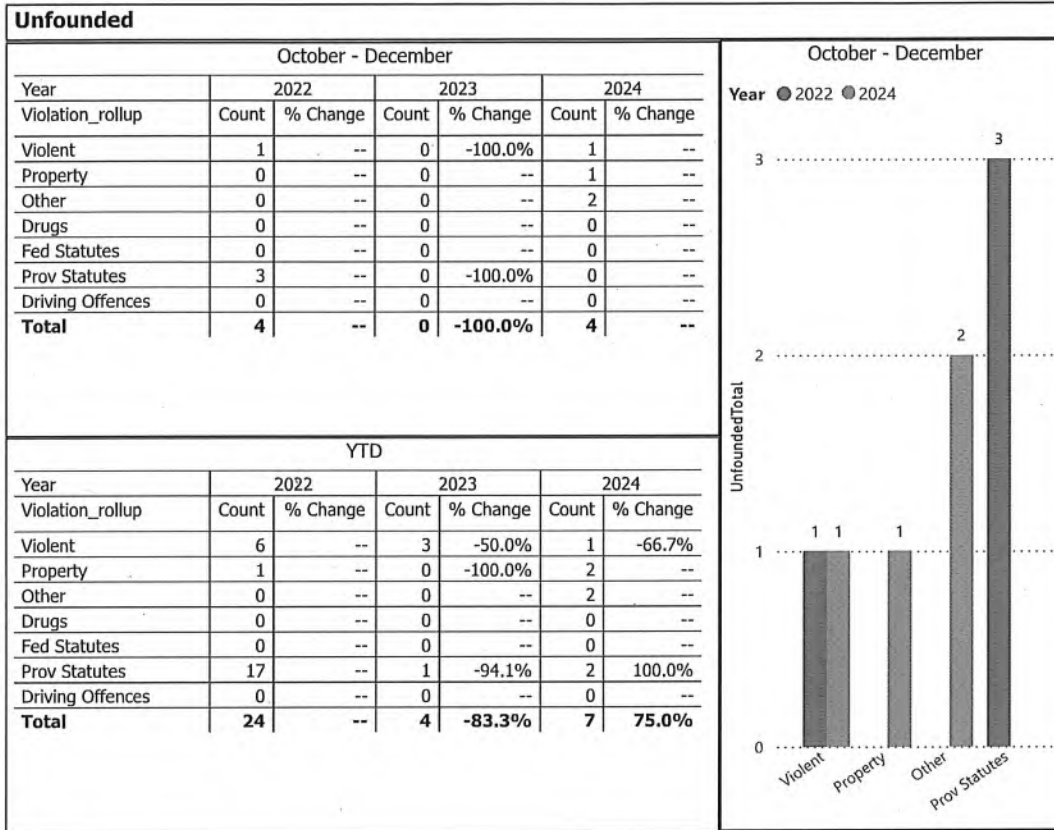 Unfounded
October - December
Year 2022 2023 2024
Violation_rollup Count % Change Count % Change Count % Change
Violent 1 -- 0 -100.0% 1 --
Property 0 -- 0 -- 1 --
Other 0 -- 0 -- 2 --
Drugs 0 -- 0 -- 0 --
Fed Statutes 0 -- 0 -- 0 --
Prov Statutes 3 -- 0 -100.0% 0 --
Driving Offences 0 -- 0 -- 0 --
Total 4 -- 0 -100.0% 4 --
YTD
Year 2022 2023 2024
Violation_rollup Count % Change Count % Change Count % Change
Violent 6 -- 3 -50.0% 1 -66.7%
Property 1 -- 0 -100.0% 2 --
Other 0 -- 0 -- 2 --
Drugs 0 -- 0 -- 0 --
Fed Statutes 0 -- 0 -- 0 --
Prov Statutes 17 -- 1 -94.1% 2 100.0%
Driving Offences 0 -- 0 -- 0 --
Total 24 -- 4 -83.3% 7 75.0%
October - December
Year 2022 2024
3
3
2
2
1 1 1
1
0
UnfoundedTotal
Violent Property Other Prov Statutes